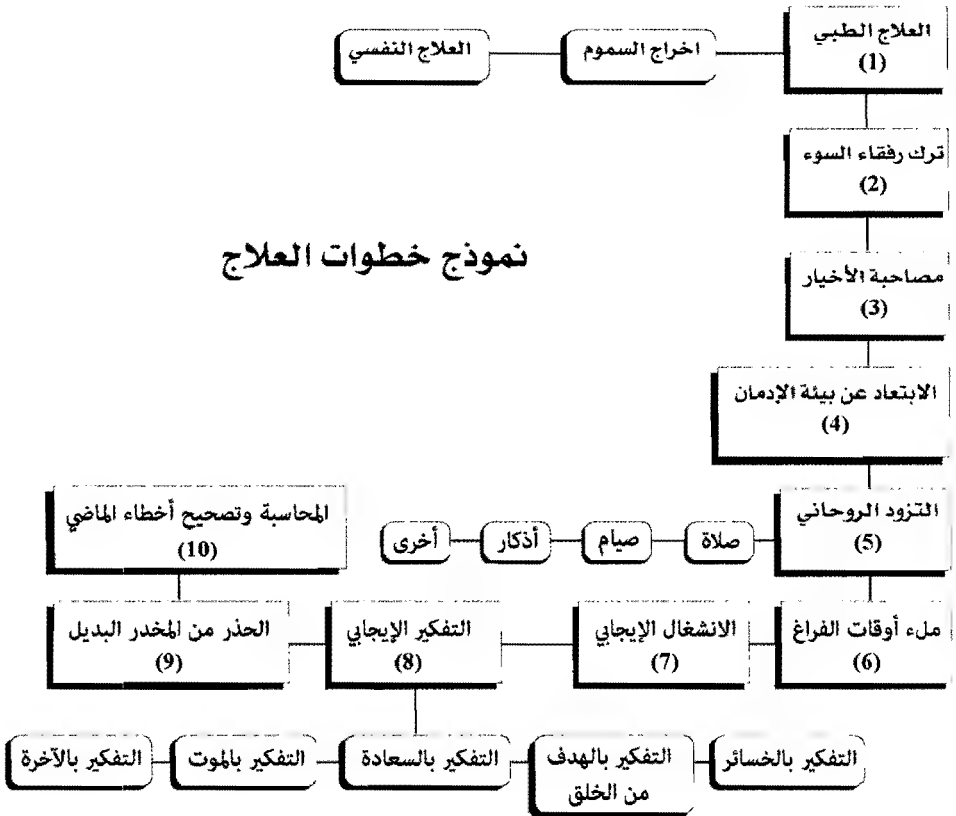 العلاج الطبي
(1)
اخراج السموم
العلاج النفسي
ترك رفقاء السوء
(2)
نموذج خطوات العلاج
مصاحبة الأخيار
(3)
الابتعاد عن بيئة الإدمان
(4)
التزود الروحاني
(5)
صلاة
صيام
أذكار
أخرى
المحاسبة وتصحيح أخطاء الماضي
(10)
ملء أوقات الفراغ
(6)
الانشغال الإيجابي
(7)
التفكير الإيجابي
(8)
الحذر من المخدر البديل
(9)
التفكير بالخسائر
التفكير بالهدف
من الخلق
التفكير بالسعادة
التفكير بالموت
التفكير بالآخرة